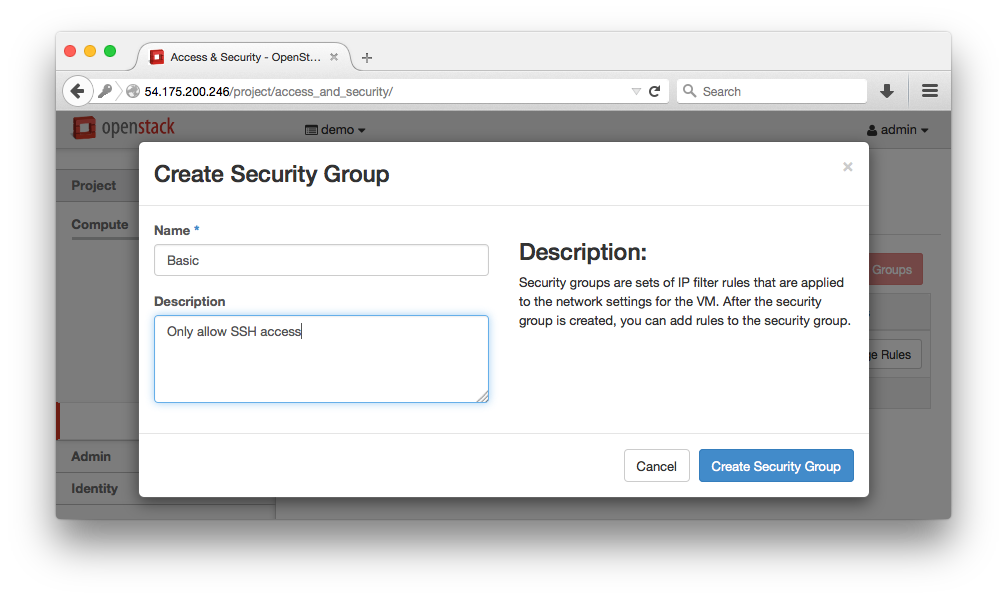 Access & Security - OpenSt...
54.175.200.246/project/access_and_security/
Search
openstack
demo
admin
Project
Compute
Admin
Identity
Create Security Group
Name *
Basic
Description
Only allow SSH access
Description:
Security groups are sets of IP filter rules that are applied
to the network settings for the VM. After the security
group is created, you can add rules to the security group.
Groups
Rules
Cancel
Create Security Group